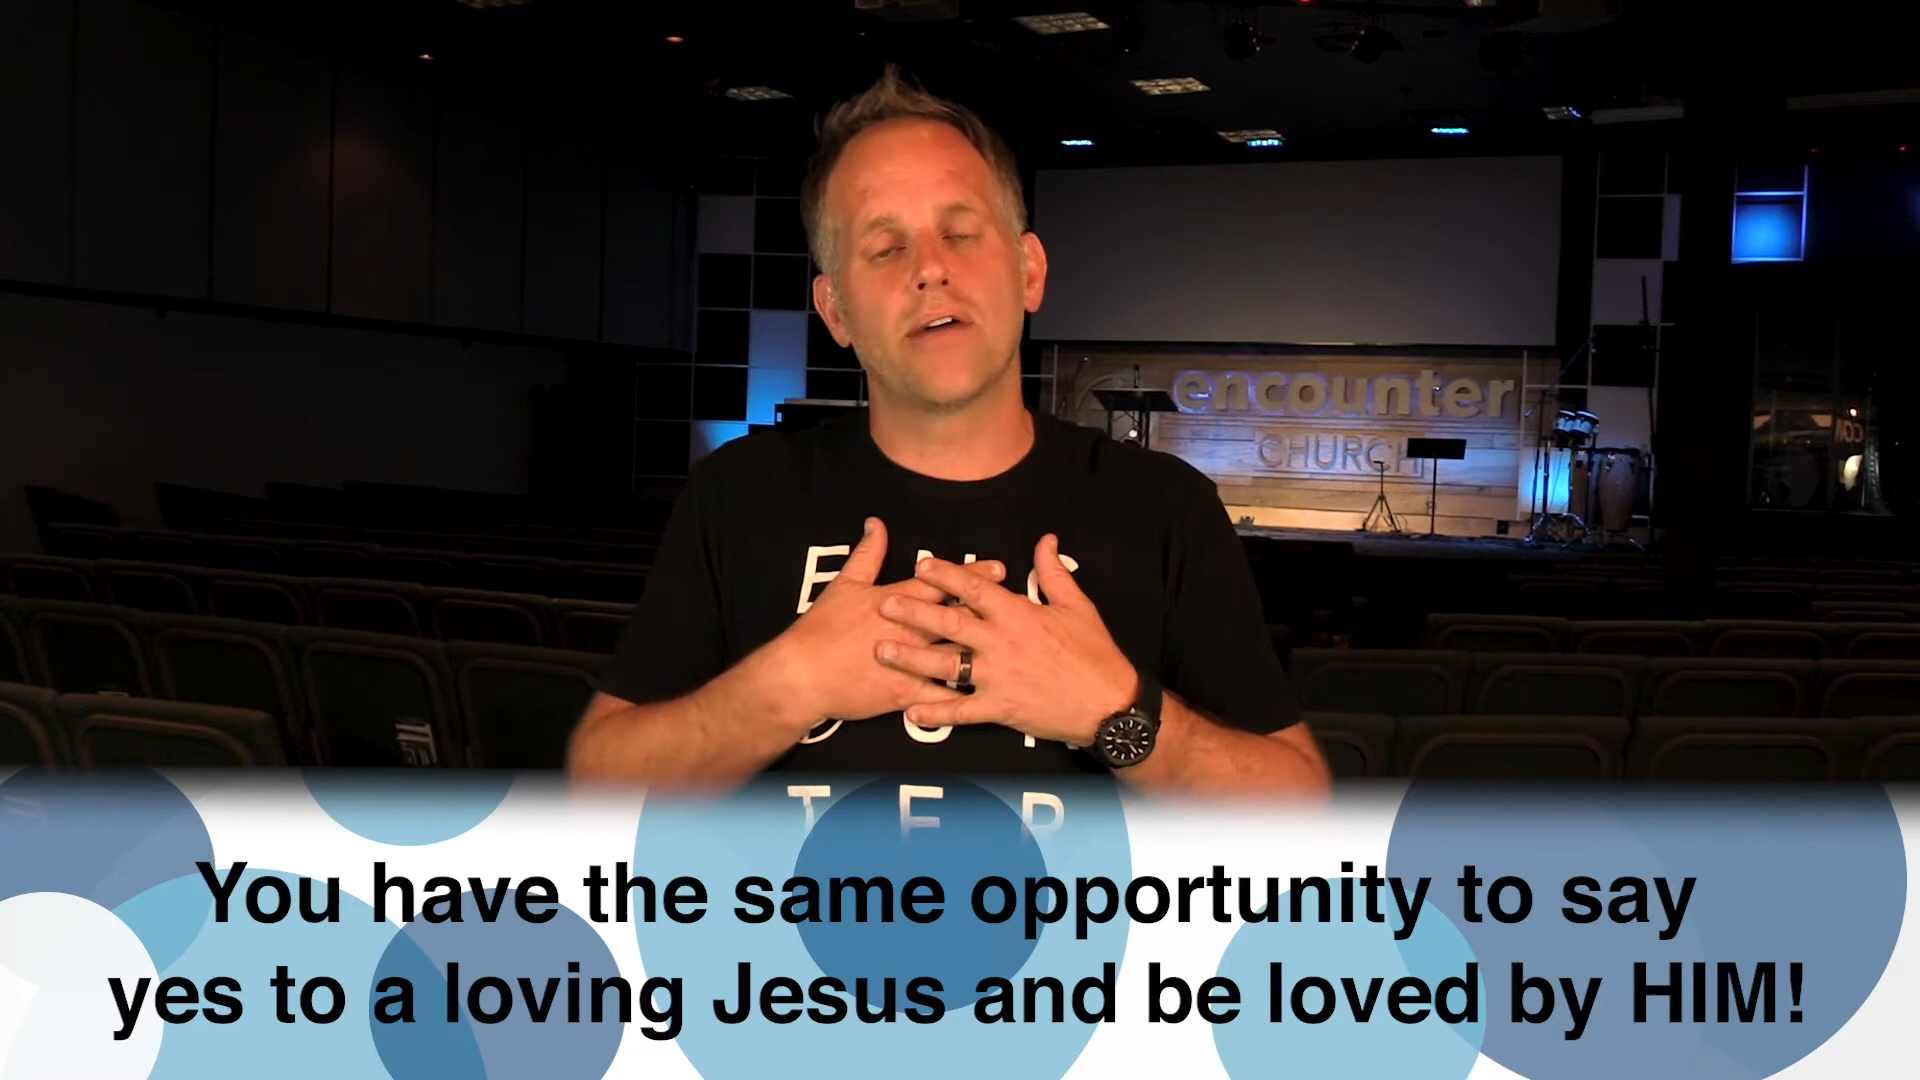 encounter
CHURCH
E N C
T E R
You have the same opportunity to say
yes to a loving Jesus and be loved by HIM!